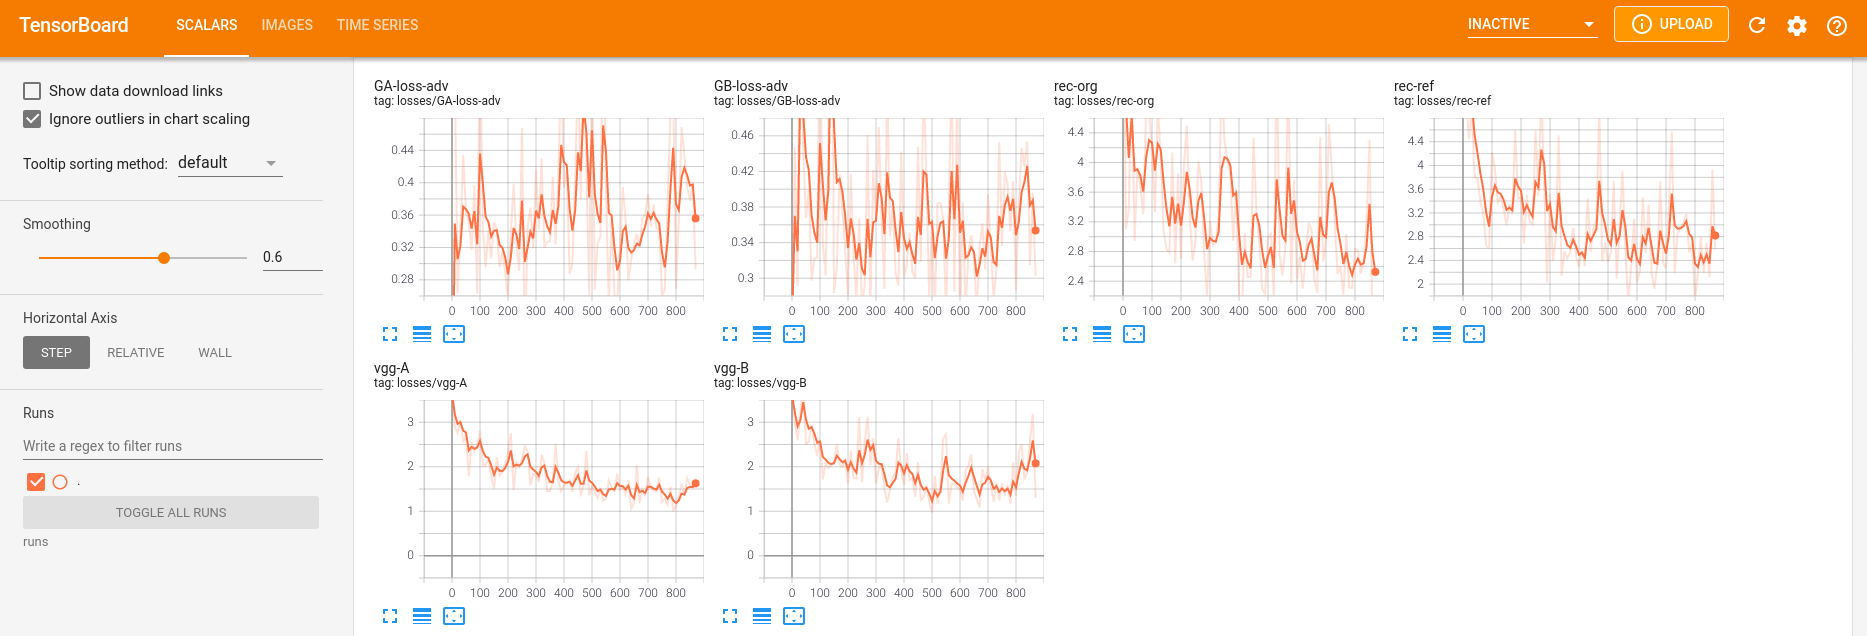 TensorBoard
SCALARS IMAGES TIME SERIES
INACTIVE
UPLOAD
Show data download links
Ignore outliers in chart scaling
Tooltip sorting method: default
Smoothing
0.6
Horizontal Axis
STEP RELATIVE WALL
Runs
Write a regex to filter runs
.
TOGGLE ALL RUNS
runs
GA-loss-adv
tag: losses/GA-loss-adv
0.44
0.4
0.36
0.32
0.28
0 100 200 300 400 500 600 700 800
GB-loss-adv
tag: losses/GB-loss-adv
0.46
0.42
0.38
0.34
0.3
0 100 200 300 400 500 600 700 800
rec-org
tag: losses/rec-org
4.4
4
3.6
3.2
2.8
2.4
0 100 200 300 400 500 600 700 800
rec-ref
tag: losses/rec-ref
4.4
4
3.6
3.2
2.8
2.4
2
0 100 200 300 400 500 600 700 800
vgg-A
tag: losses/vgg-A
3
2
1
0
0 100 200 300 400 500 600 700 800
vgg-B
tag: losses/vgg-B
3
2
1
0
0 100 200 300 400 500 600 700 800